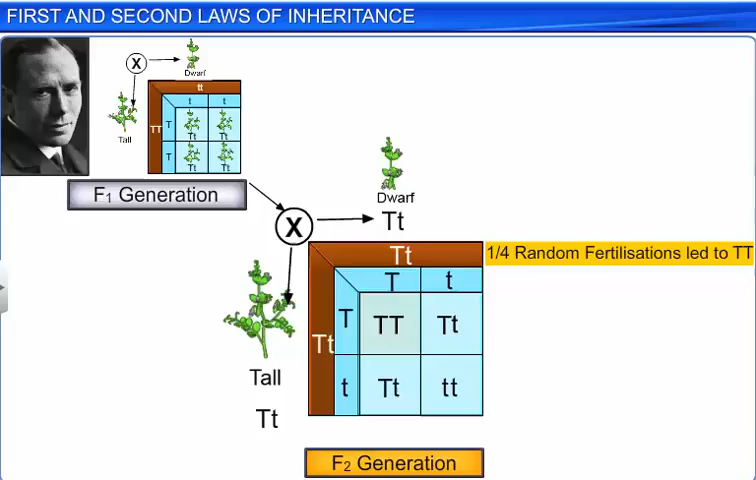 FIRST AND SECOND LAWS OF INHERITANCE
X
Dwarf
tt
t t
Tall
TT
T
Tt Tt
T
Tt Tt
F1 Generation
Dwarf
X
Tt
Tt
1/4 Random Fertilisations led to TT
T t
T
TT Tt
Tt
Tall
t
Tt tt
Tt
F2 Generation